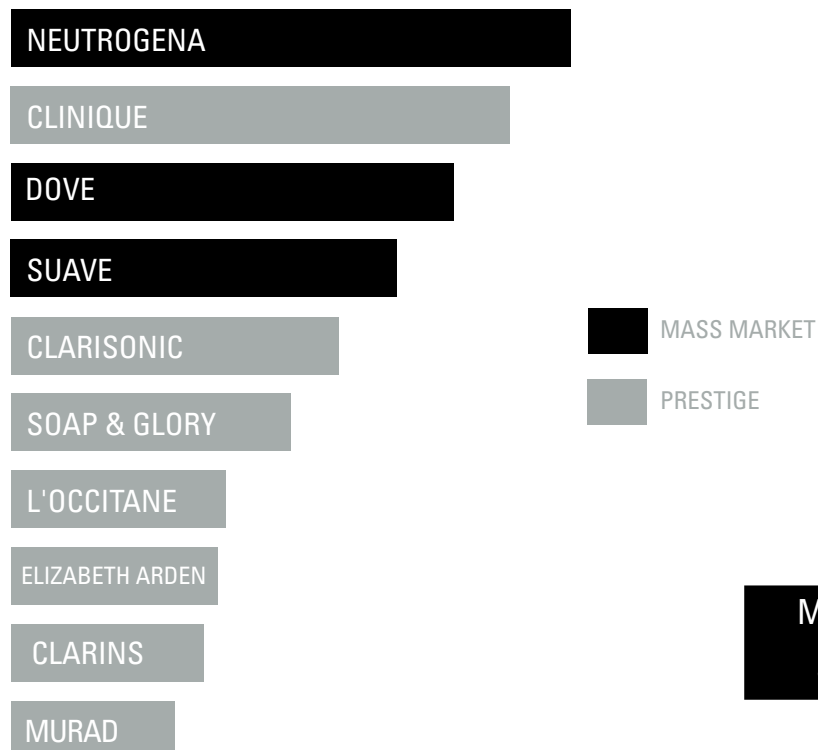 NEUTROGENA
CLINIQUE
DOVE
SUAVE
CLARISONIC
SOAP & GLORY
L'OCCITANE
ELIZABETH ARDEN
CLARINS
MURAD
MASS MARKET
PRESTIGE